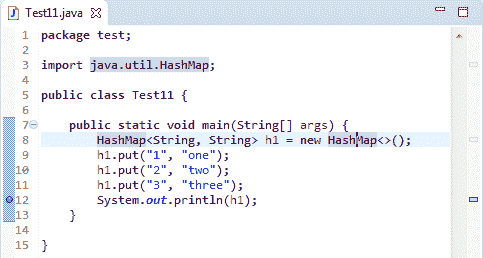 Test11.java
1 package test;
2
3 import java.util.HashMap;
4
5 public class Test11 {
6
7 public static void main(String[] args) {
8 HashMap<String, String> h1 = new HashMap<>();
9 h1.put("1", "one");
10 h1.put("2", "two");
11 h1.put("3", "three");
12 System.out.println(h1);
13 }
14
15 }